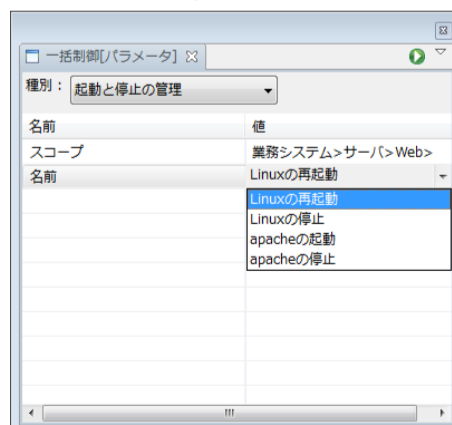 一括制御[パラメータ]
種別： 起動と停止の管理
名前 値
スコープ 業務システム>サーバ>Web>
名前 Linuxの再起動
Linuxの再起動
Linuxの停止
apacheの起動
apacheの停止